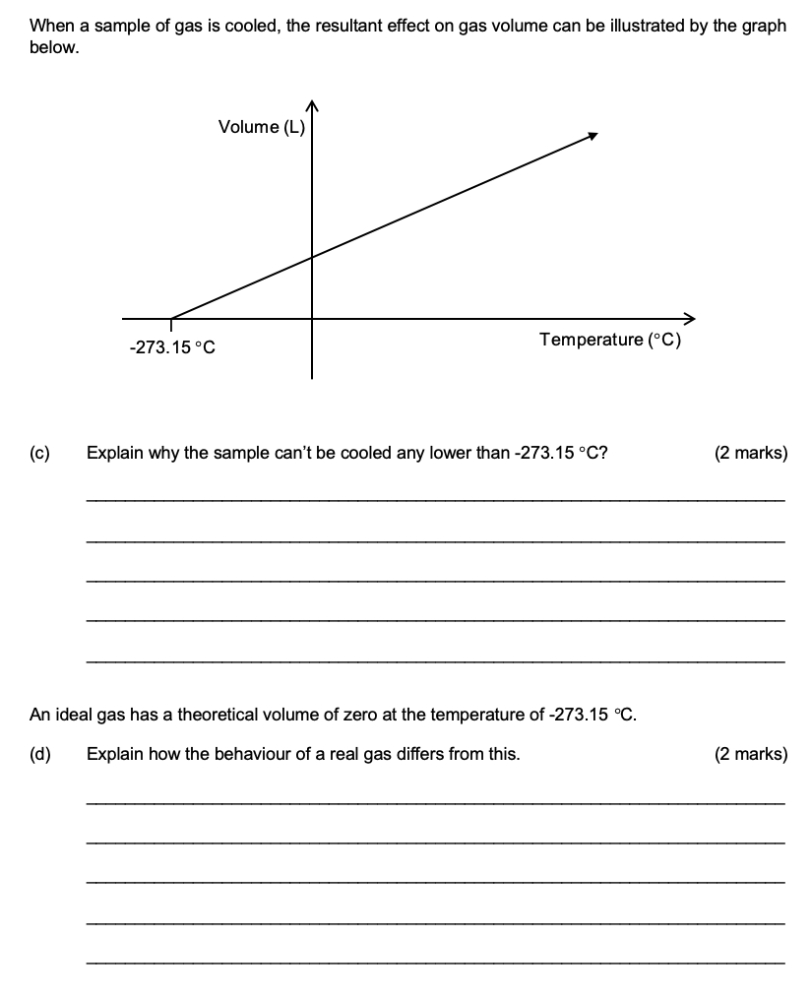 When a sample of gas is cooled, the resultant effect on gas volume can be illustrated by the graph
below.
Volume (L)
-273.15 °C
Temperature (°C)
(c) Explain why the sample can't be cooled any lower than -273.15 °C? (2 marks)
An ideal gas has a theoretical volume of zero at the temperature of -273.15 °C.
(d) Explain how the behaviour of a real gas differs from this. (2 marks)